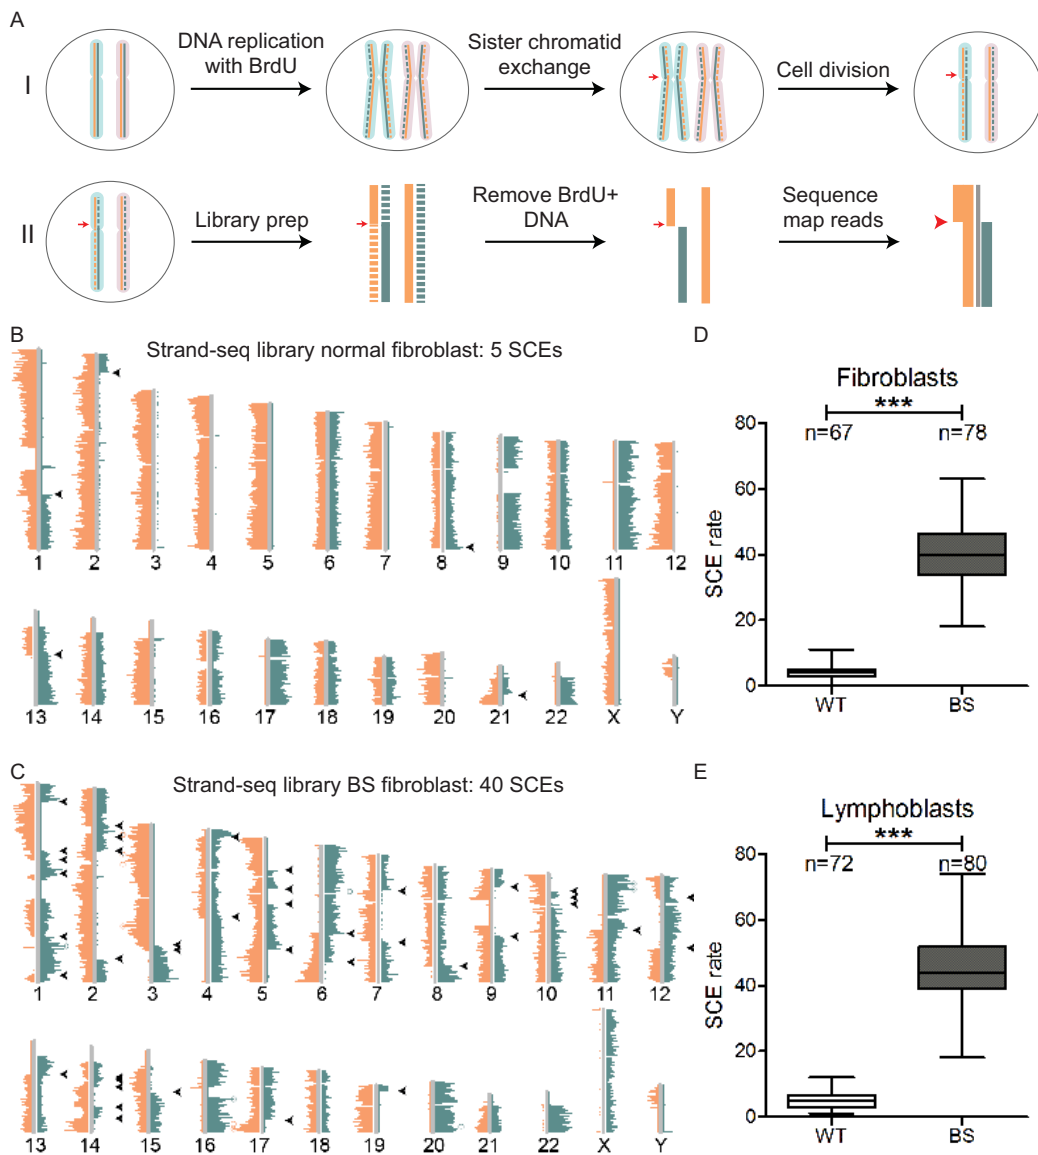 A
I
DNA replication
with BrdU
Sister chromatid
exchange
Cell division
II
Library prep
Remove BrdU+
DNA
Sequence
map reads
B
Strand-seq library normal fibroblast: 5 SCEs
1 2 3 4 5 6 7 8 9 10 11 12
13 14 15 16 17 18 19 20 21 22 X Y
C
Strand-seq library BS fibroblast: 40 SCEs
1 2 3 4 5 6 7 8 9 10 11 12
13 14 15 16 17 18 19 20 21 22 X Y
D
Fibroblasts
***
n=67 n=78
80
60
40
20
0
SCE rate
WT BS
E
Lymphoblasts
***
n=72 n=80
80
60
40
20
0
SCE rate
WT BS